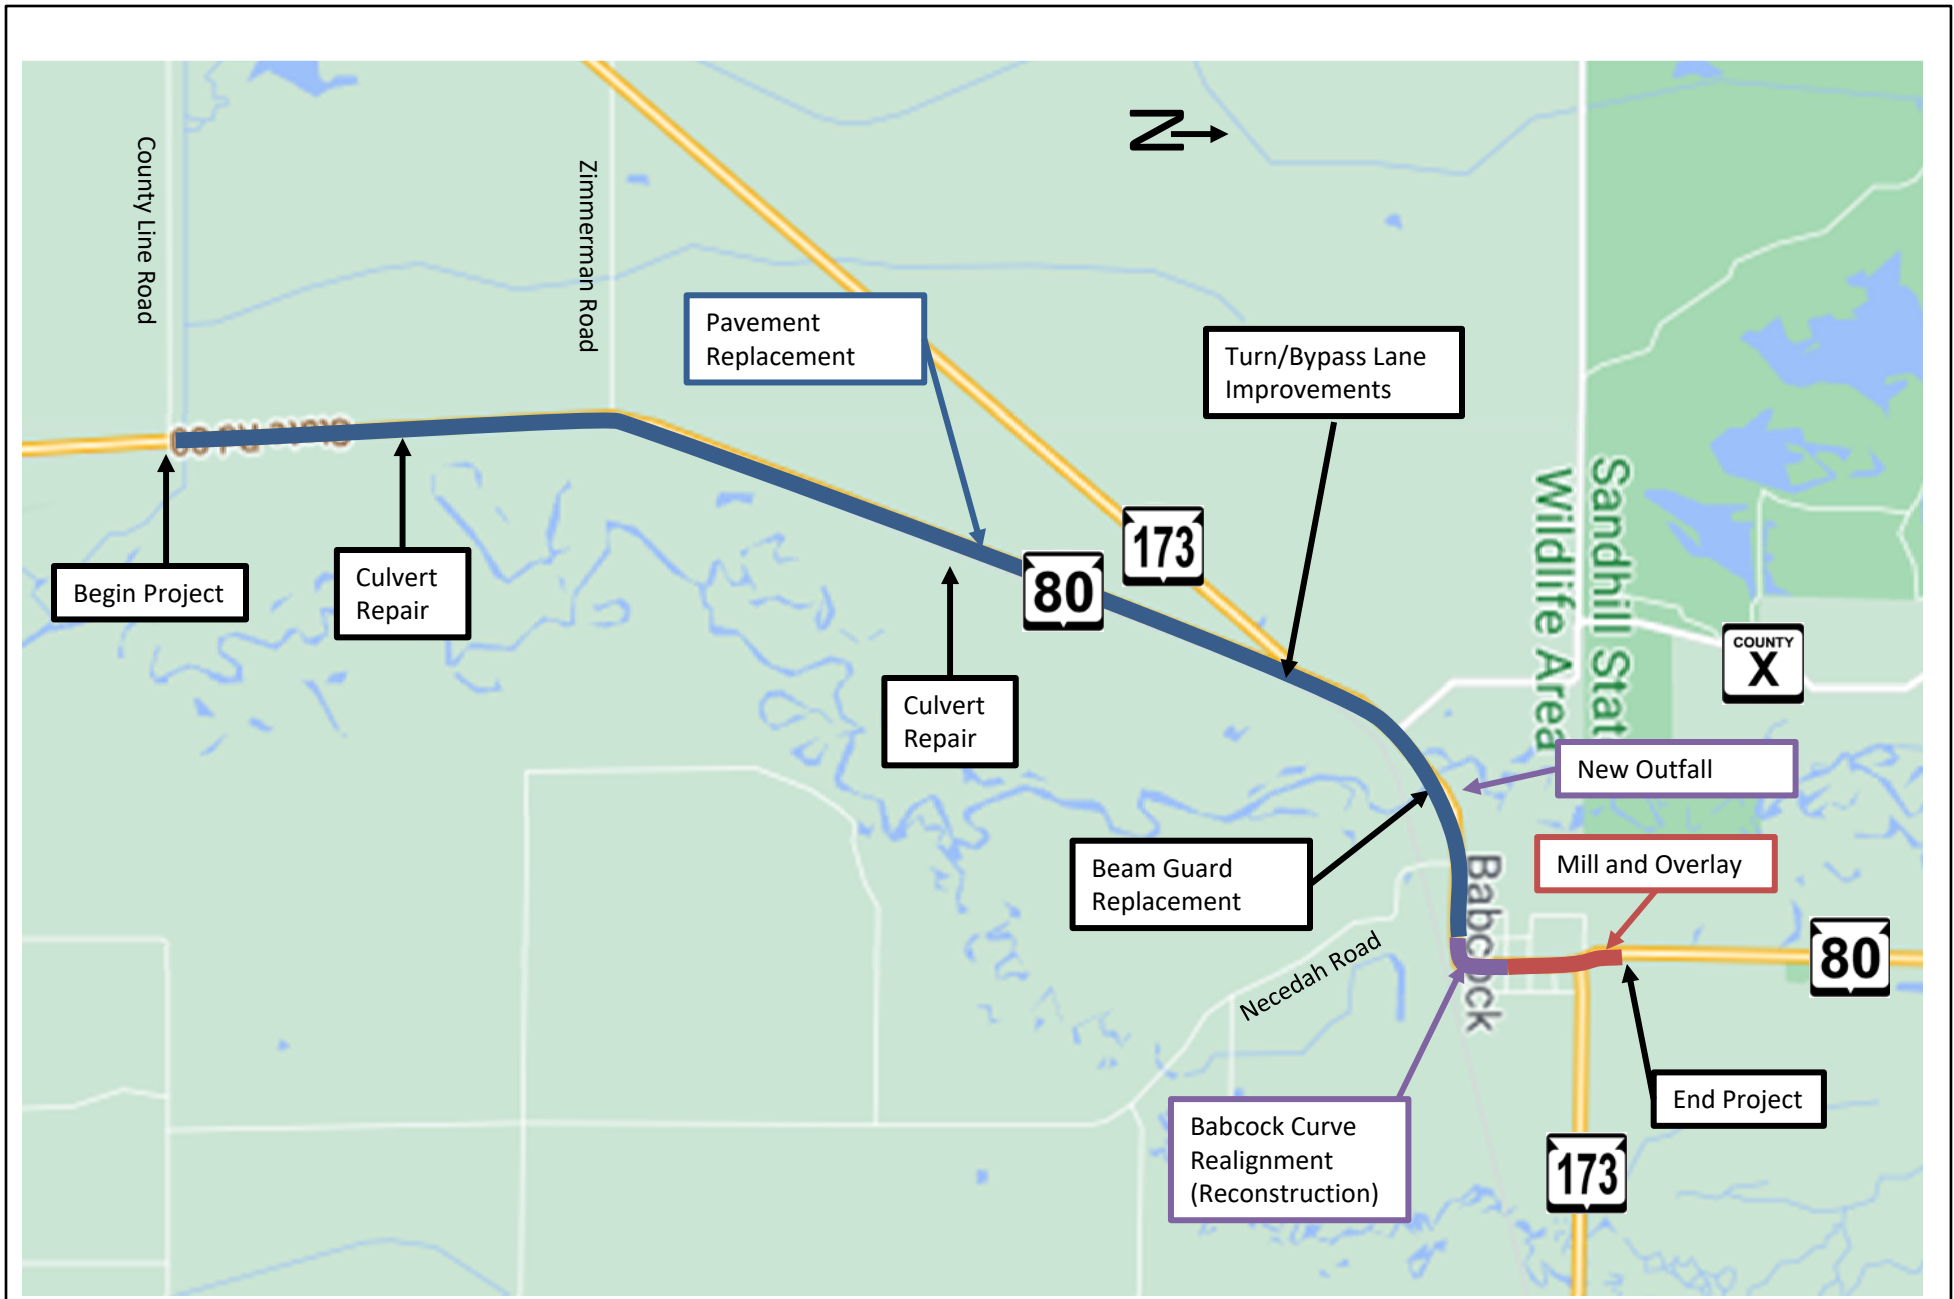 N
County Line Road
Zimmerman Road
Pavement
Replacement
Turn/Bypass Lane
Improvements
173
80
Begin Project
Culvert
Repair
Culvert
Repair
Sandhill Stat
Wildlife Area
COUNTY
X
New Outfall
Mill and Overlay
Beam Guard
Replacement
Babcock
Necedah Road
80
End Project
Babcock Curve
Realignment
(Reconstruction)
173